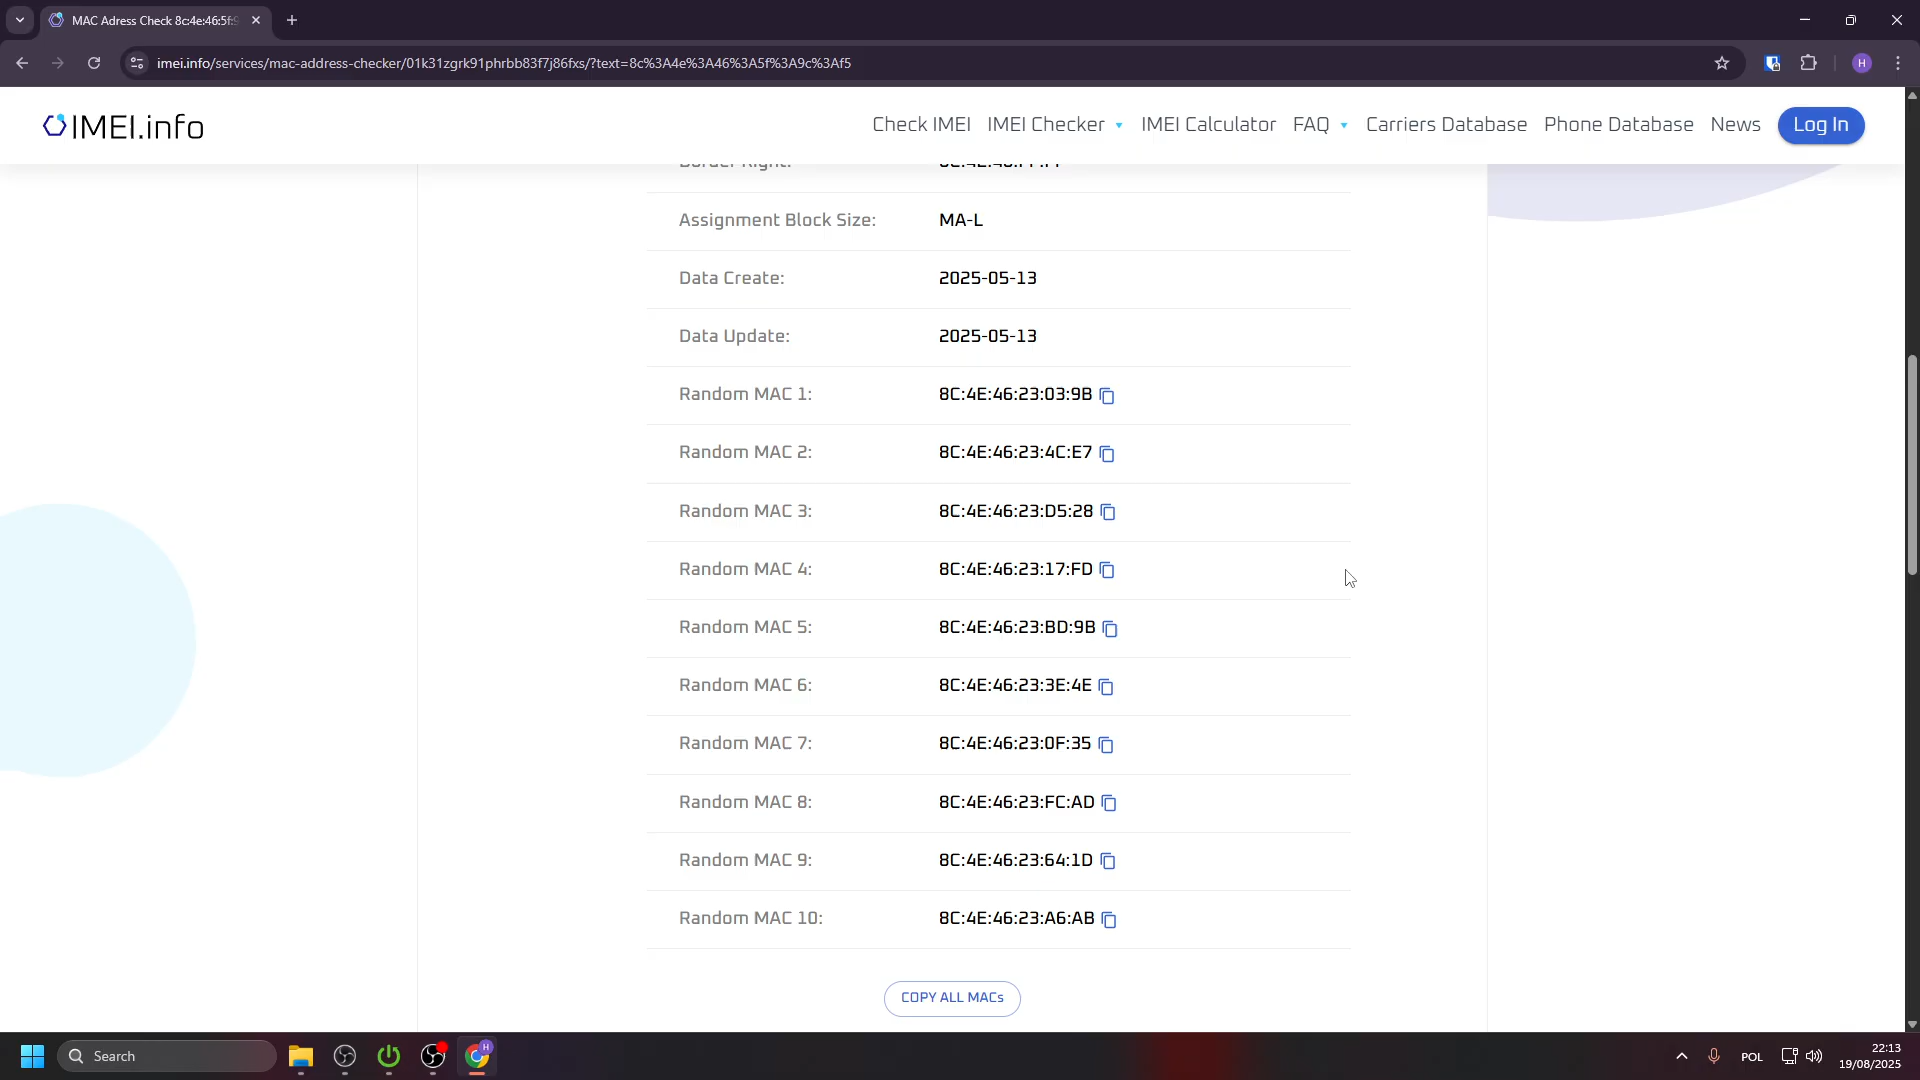 MAC Adress Check 8c:4e:46:5f:9
imei.info/services/mac-address-checker/01k31zgrk91phrbb83f7j86fxs/?text=8c%3A4e%3A46%3A5f%3A9c%3Af5
H
IMEI.info
Check IMEI IMEI Checker IMEI Calculator FAQ Carriers Database Phone Database News Log In
Assignment Block Size: MA-L
Data Create: 2025-05-13
Data Update: 2025-05-13
Random MAC 1: 8C:4E:46:23:03:9B
Random MAC 2: 8C:4E:46:23:4C:E7
Random MAC 3: 8C:4E:46:23:D5:28
Random MAC 4: 8C:4E:46:23:17:FD
Random MAC 5: 8C:4E:46:23:BD:9B
Random MAC 6: 8C:4E:46:23:3E:4E
Random MAC 7: 8C:4E:46:23:0F:35
Random MAC 8: 8C:4E:46:23:FC:AD
Random MAC 9: 8C:4E:46:23:64:1D
Random MAC 10: 8C:4E:46:23:A6:AB
COPY ALL MACs
Search
H
POL
22:13
19/08/2025